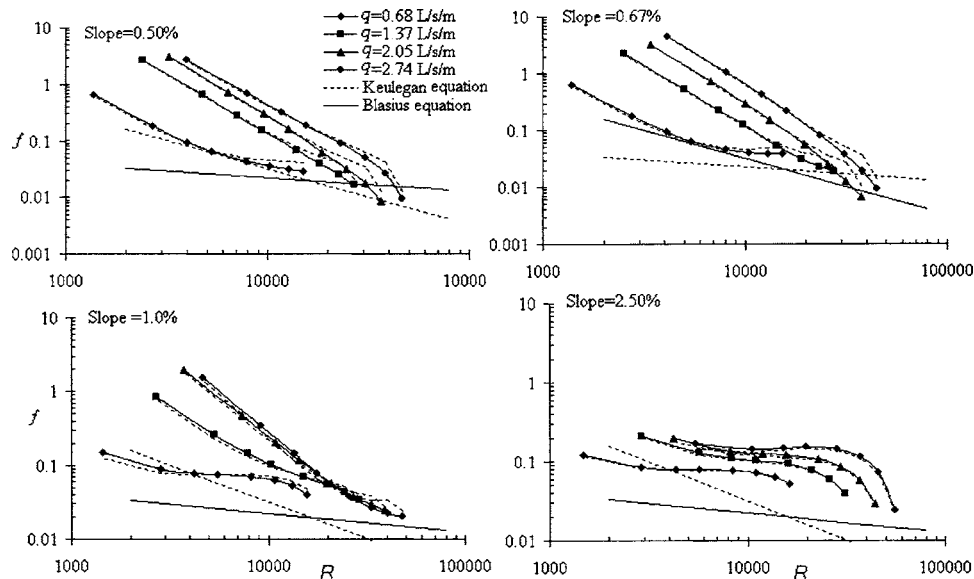 Slope=0.50%
q=0.68 L/s/m
q=1.37 L/s/m
q=2.05 L/s/m
q=2.74 L/s/m
Keulegan equation
Blasius equation
10
1
0.1
0.01
0.001
f
1000
10000
10000
Slope=0.67%
10
1
0.1
0.01
0.001
1000
10000
100000
Slope =1.0%
10
1
0.1
0.01
f
1000
10000
100000
R
Slope=2.50%
10
1
0.1
0.01
1000
10000
100000
R